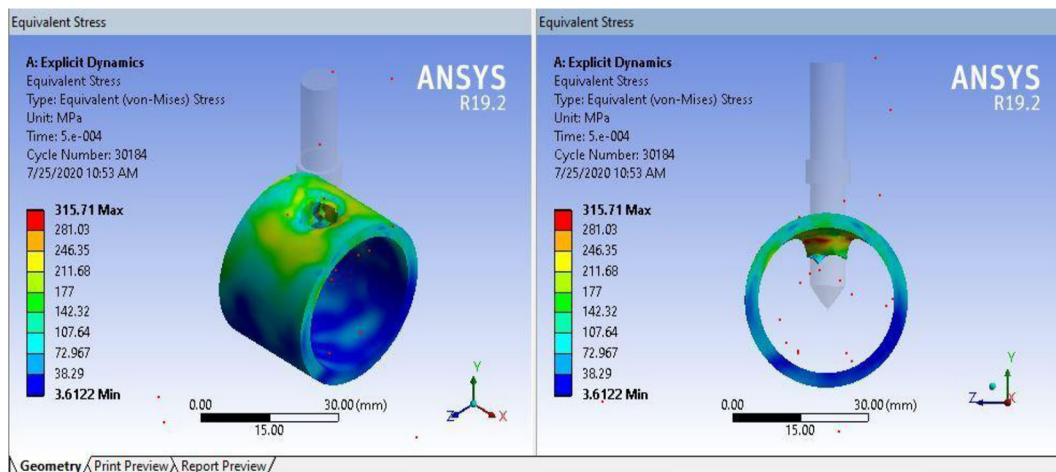 Equivalent Stress
A: Explicit Dynamics
Equivalent Stress
Type: Equivalent (von-Mises) Stress
Unit: MPa
Time: 5.e-004
Cycle Number: 30184
7/25/2020 10:53 AM
ANSYS
R19.2
315.71 Max
281.03
246.35
211.68
177
142.32
107.64
72.967
38.29
3.6122 Min
0.00 30.00 (mm)
15.00
Y
Z X
Equivalent Stress
A: Explicit Dynamics
Equivalent Stress
Type: Equivalent (von-Mises) Stress
Unit: MPa
Time: 5.e-004
Cycle Number: 30184
7/25/2020 10:53 AM
ANSYS
R19.2
315.71 Max
281.03
246.35
211.68
177
142.32
107.64
72.967
38.29
3.6122 Min
0.00 30.00 (mm)
15.00
Y
Z X
Geometry Print Preview Report Preview